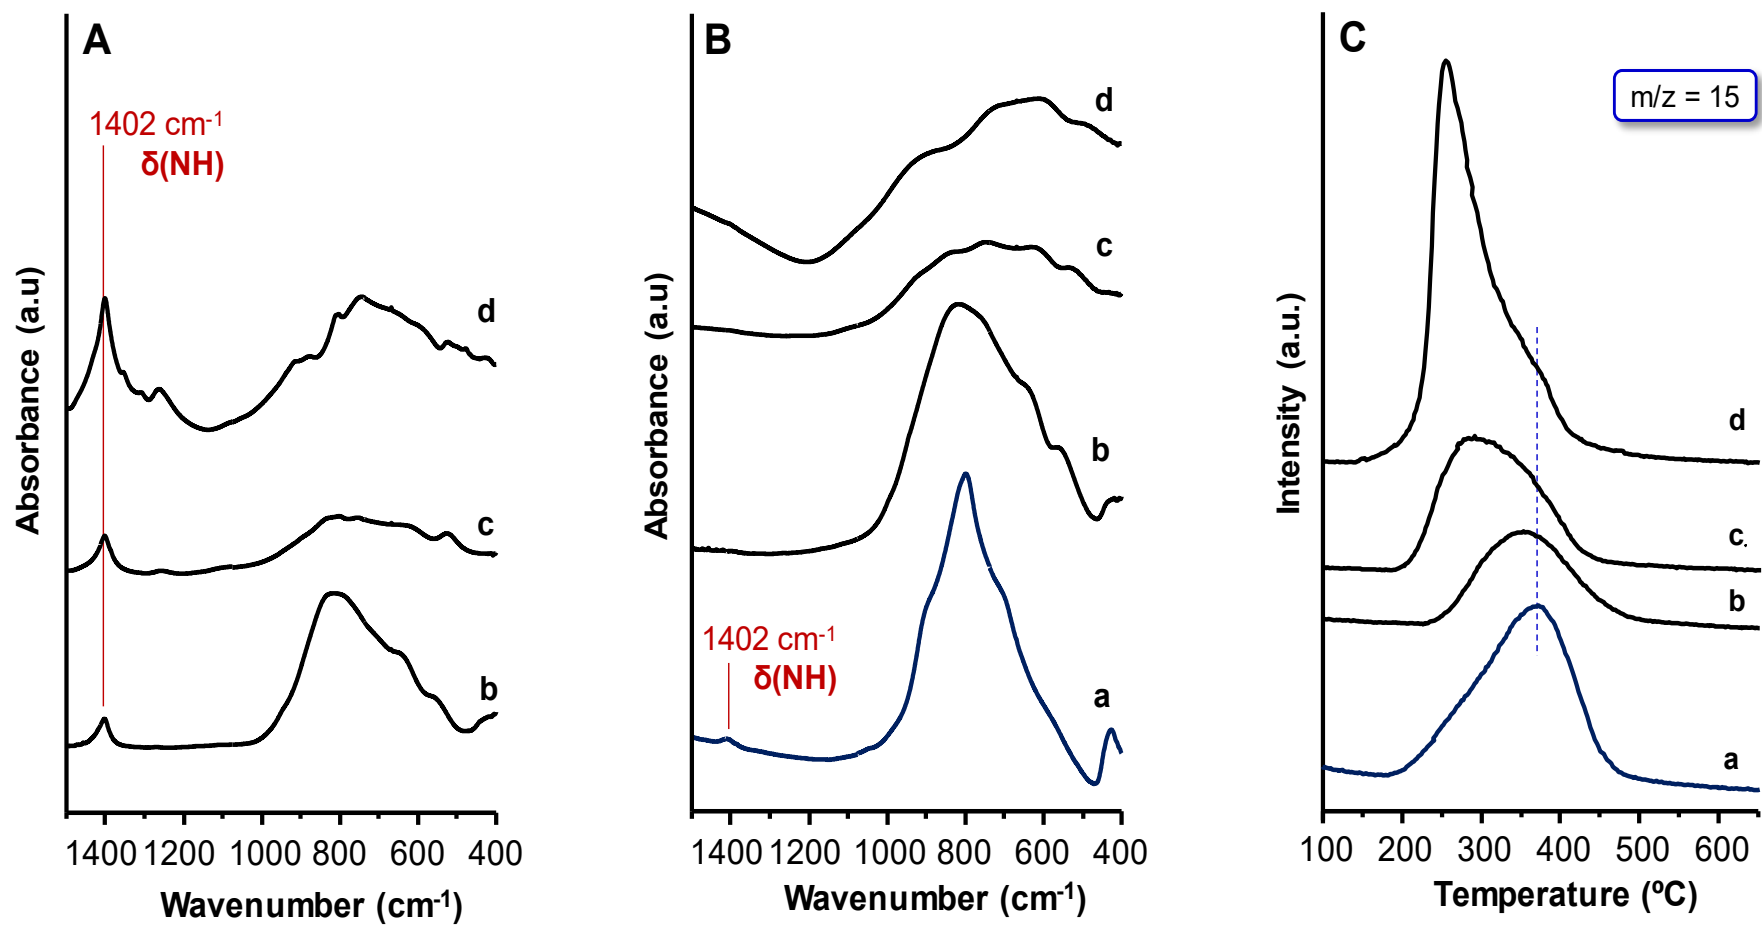 A
1402 cm-1
δ(NH)
d
c
b
Absorbance (a.u)
1400 1200 1000 800 600 400
Wavenumber (cm-1)
B
d
c
b
1402 cm-1
δ(NH)
a
Absorbance (a.u)
1400 1200 1000 800 600 400
Wavenumber (cm-1)
C
m/z = 15
d
c.
b
a
Intensity (a.u.)
100 200 300 400 500 600
Temperature (ºC)